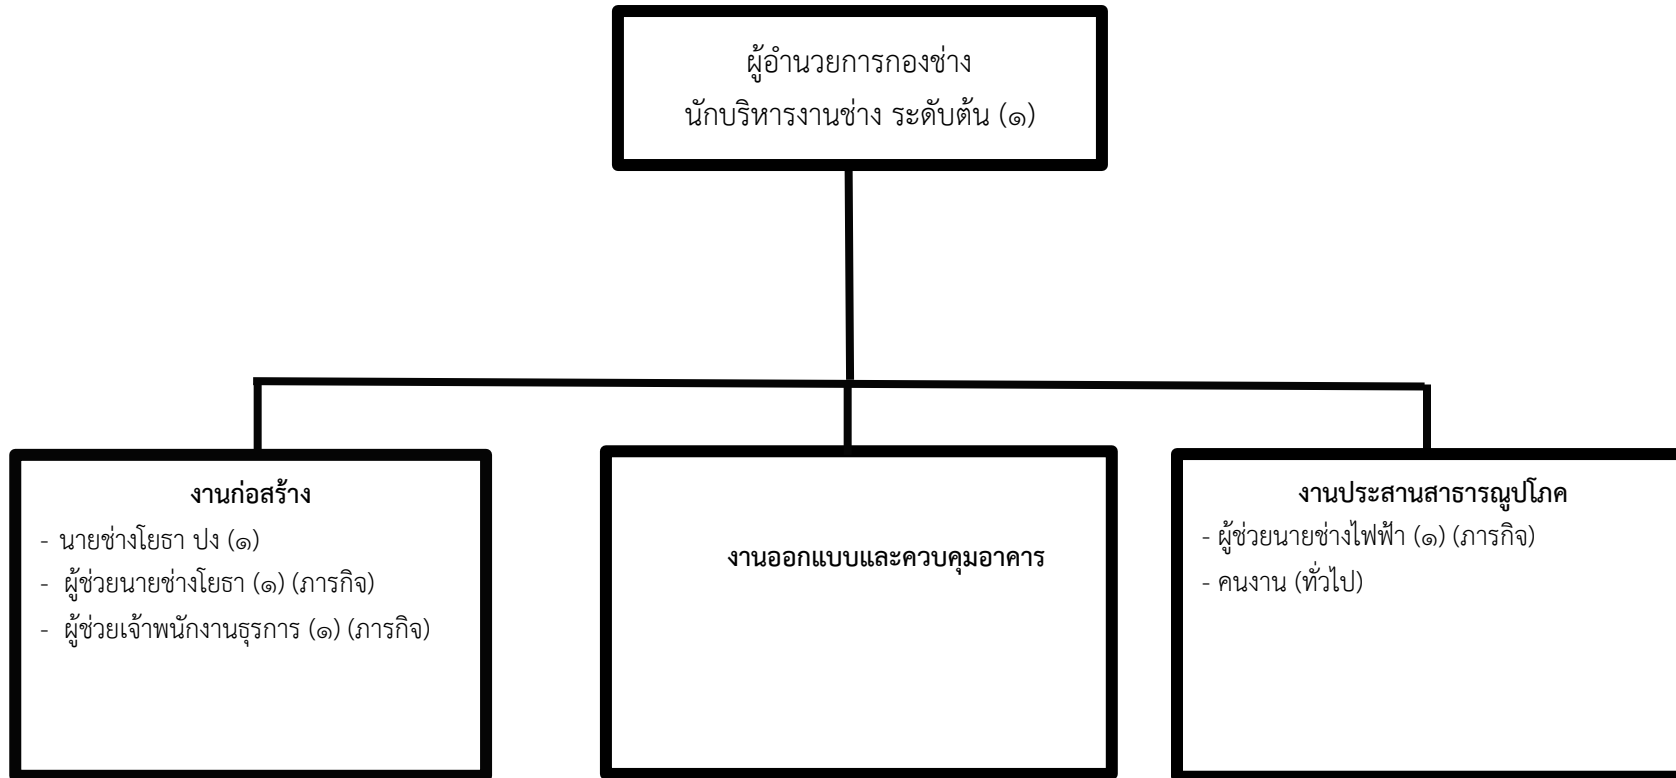 ผู้อำนวยการกองช่าง
นักบริหารงานช่าง ระดับต้น (๑)
งานก่อสร้าง
- นายช่างโยธา ปง (๑)
- ผู้ช่วยนายช่างโยธา (๑) (ภารกิจ)
- ผู้ช่วยเจ้าพนักงานธุรการ (๑) (ภารกิจ)
งานออกแบบและควบคุมอาคาร
งานประสานสาธารณูปโภค
- ผู้ช่วยนายช่างไฟฟ้า (๑) (ภารกิจ)
- คนงาน (ทั่วไป)